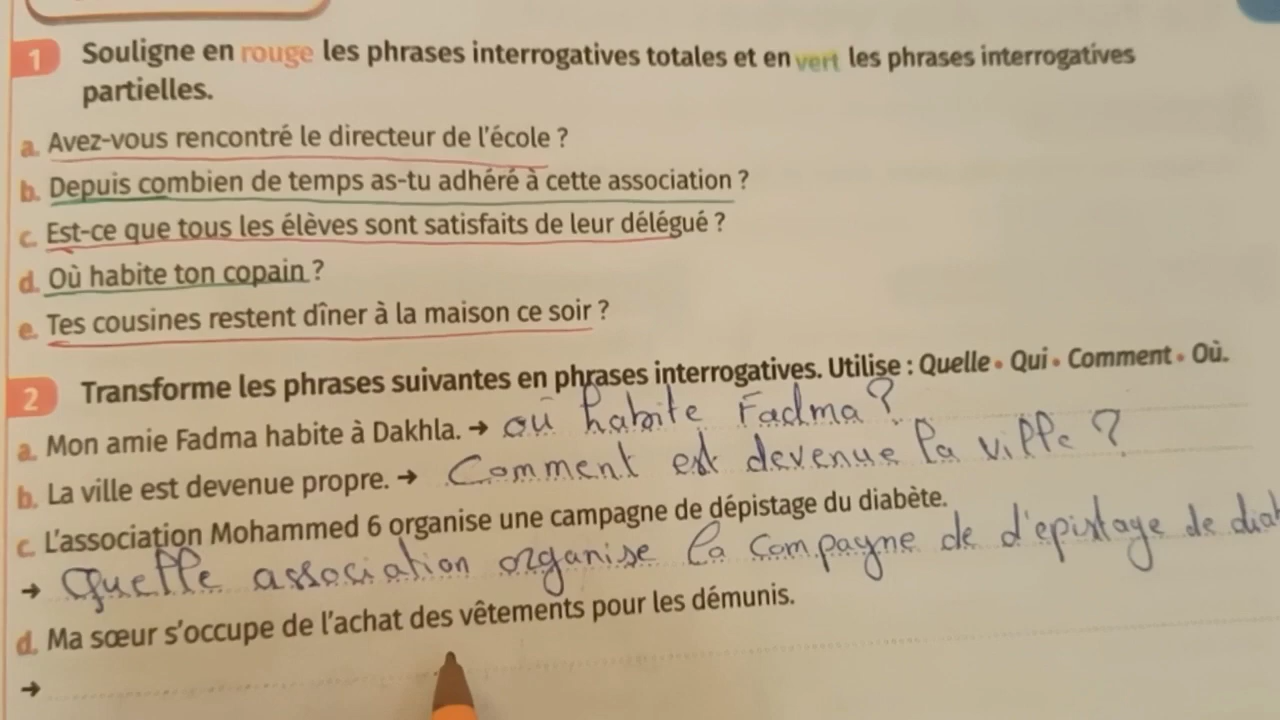 1 Souligne en rouge les phrases interrogatives totales et en vert les phrases interrogatives
partielles.
a. Avez-vous rencontré le directeur de l'école ?
b. Depuis combien de temps as-tu adhéré à cette association ?
c. Est-ce que tous les élèves sont satisfaits de leur délégué ?
d. Où habite ton copain ?
e. Tes cousines restent dîner à la maison ce soir ?
2 Transforme les phrases suivantes en phrases interrogatives. Utilise : Quelle • Qui • Comment • Où.
a. Mon amie Fadma habite à Dakhla. → où habite Fadma ?
b. La ville est devenue propre. → Comment est devenue la ville ?
c. L'association Mohammed 6 organise une campagne de dépistage du diabète.
→ Quelle association organise la compagne de d'epistage de diab
d. Ma sœur s'occupe de l'achat des vêtements pour les démunis.
→